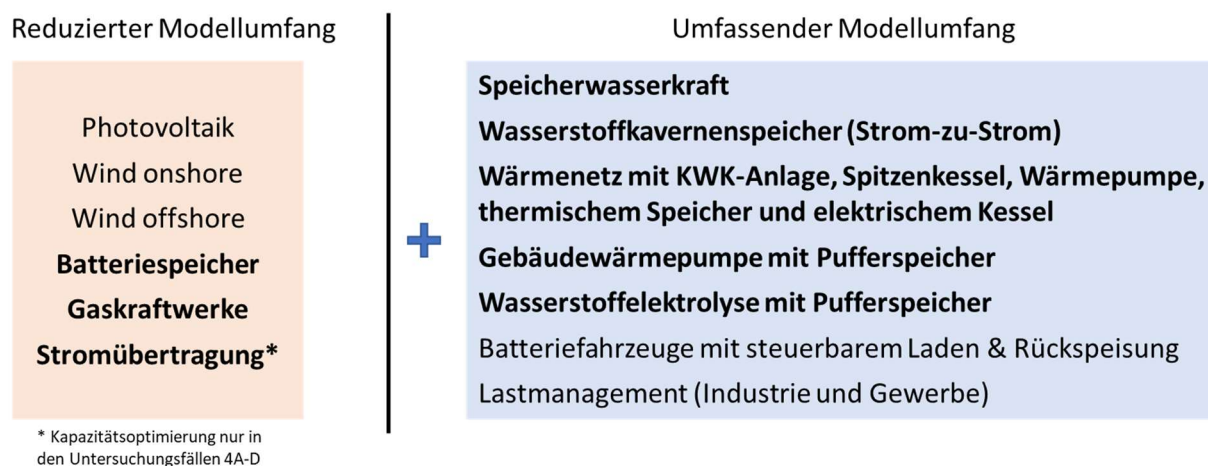 Reduzierter Modellumfang
Photovoltaik
Wind onshore
Wind offshore
Batteriespeicher
Gaskraftwerke
Stromübertragung*
* Kapazitätsoptimierung nur in
den Untersuchungsfällen 4A-D
Umfassender Modellumfang
Speicherwasserkraft
Wasserstoffkavernenspeicher (Strom-zu-Strom)
Wärmenetz mit KWK-Anlage, Spitzenkessel, Wärmepumpe,
thermischem Speicher und elektrischem Kessel
Gebäudewärmepumpe mit Pufferspeicher
Wasserstoffelektrolyse mit Pufferspeicher
Batteriefahrzeuge mit steuerbarem Laden & Rückspeisung
Lastmanagement (Industrie und Gewerbe)